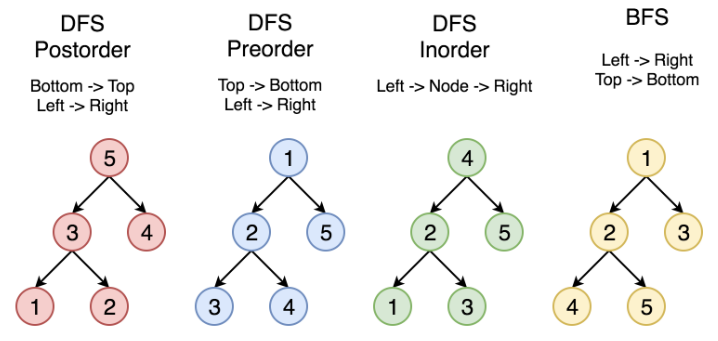 DFS
Postorder
Bottom -> Top
Left -> Right
5
3
4
1
2
DFS
Preorder
Top -> Bottom
Left -> Right
1
2
5
3
4
DFS
Inorder
Left -> Node -> Right
4
2
5
1
3
BFS
Left -> Right
Top -> Bottom
1
2
3
4
5